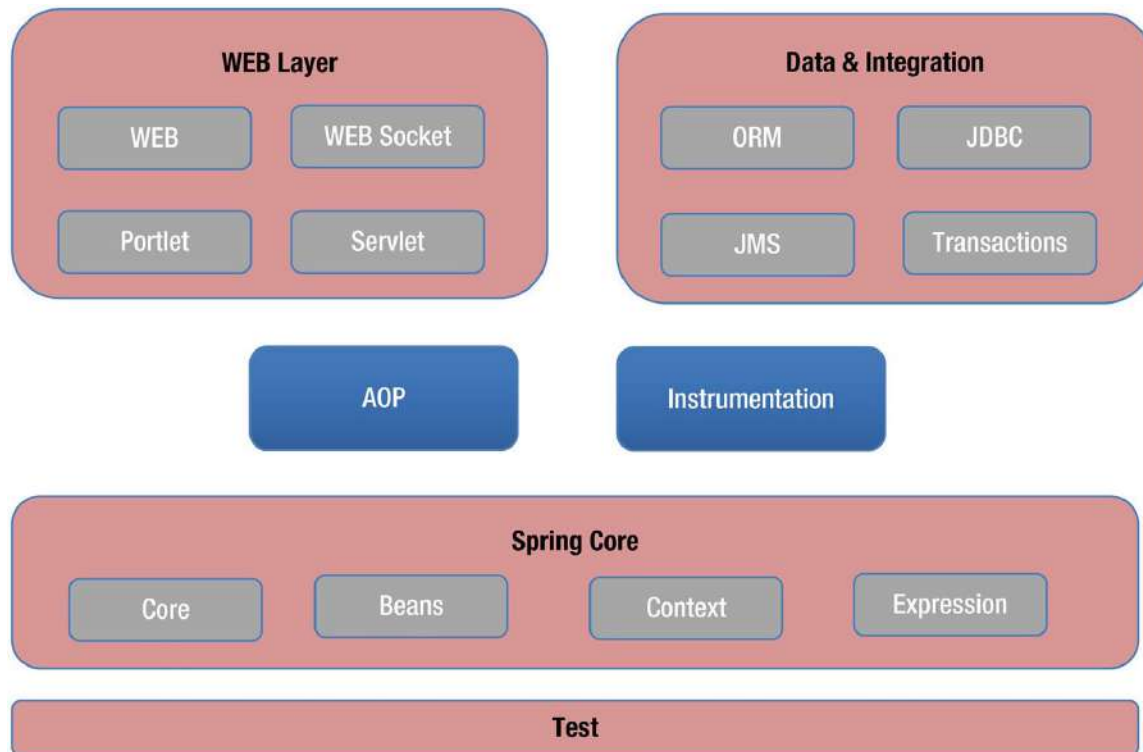 WEB Layer
Data & Integration
WEB
WEB Socket
ORM
JDBC
Portlet
Servlet
JMS
Transactions
AOP
Instrumentation
Spring Core
Core
Beans
Context
Expression
Test